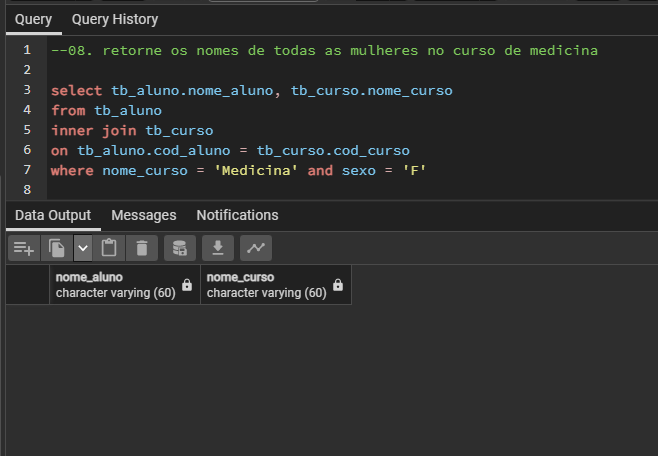 Query Query History
1 --08. retorne os nomes de todas as mulheres no curso de medicina
2
3 select tb_aluno.nome_aluno, tb_curso.nome_curso
4 from tb_aluno
5 inner join tb_curso
6 on tb_aluno.cod_aluno = tb_curso.cod_curso
7 where nome_curso = 'Medicina' and sexo = 'F'
8
Data Output Messages Notifications
nome_aluno nome_curso
character varying (60) character varying (60)